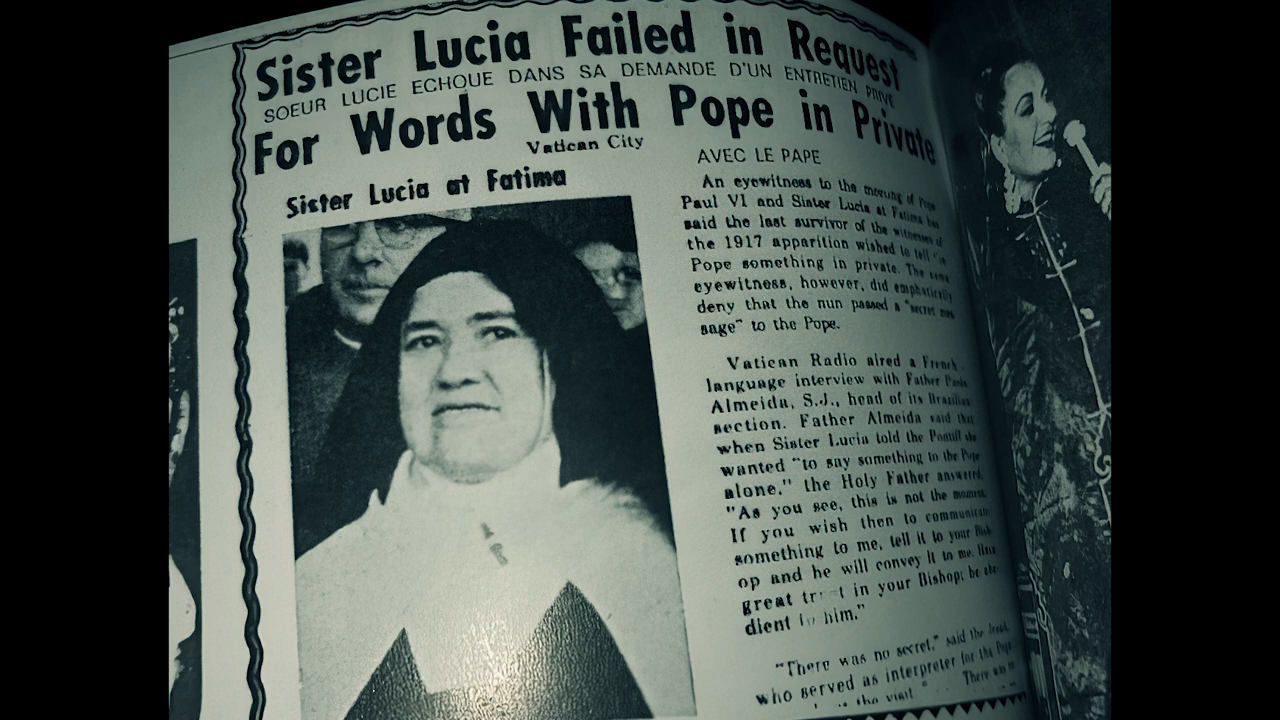 Sister Lucia Failed in Request
SOEUR LUCIE ECHOUE DANS SA DEMANDE D'UN ENTRETIEN PRIVE
For Words With Pope in Private
Vatican City
AVEC LE PAPE
Sister Lucia at Fatima
An eyewitness to the meeting of Pope
Paul VI and Sister Lucia at Fatima has
said the last survivor of the witnesses of
the 1917 apparition wished to tell
Pope something in private. The same
eyewitness, however, did emphatically
deny that the nun passed a "secret mes
sage" to the Pope.
Vatican Radio aired a French
language interview with Father
Almeida, S.J., head of its Brazilian
section. Father Almeida said that
when Sister Lucia told the Pontiff she
wanted "to say something to the Pope
alone," the Holy Father answered,
"As you see, this is not the moment.
If you wish then to communicate
something to me, tell it to your Bish
op and he will convey it to me. Have
great in your Bishop; be obe
dient him."
"There was no secret," said the
who served as interpreter for the Pope
the visit